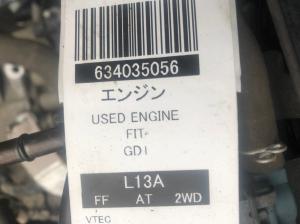 634035056
エンジン
USED ENGINE
FIT
GD1
L13A
FF AT 2WD
VTEC